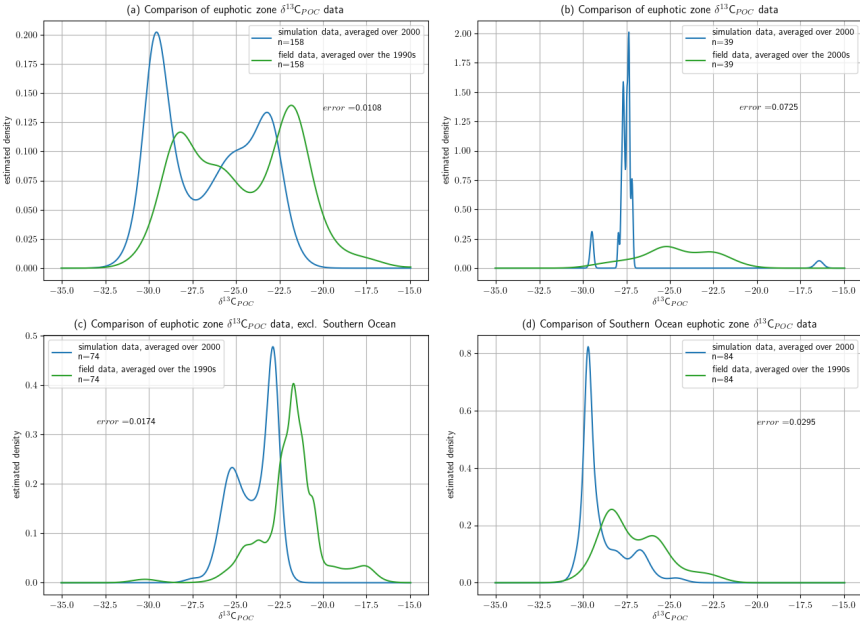 (a) Comparison of euphotic zone δ¹³C_POC data
simulation data, averaged over 2000
n=158
field data, averaged over the 1990s
n=158
error =0.0108
estimated density
0.200
0.175
0.150
0.125
0.100
0.075
0.050
0.025
0.000
−35.0 −32.5 −30.0 −27.5 −25.0 −22.5 −20.0 −17.5 −15.0
δ¹³C_POC
(b) Comparison of euphotic zone δ¹³C_POC data
simulation data, averaged over 2000
n=39
field data, averaged over the 2000s
n=39
error =0.0725
estimated density
2.00
1.75
1.50
1.25
1.00
0.75
0.50
0.25
0.00
−35.0 −32.5 −30.0 −27.5 −25.0 −22.5 −20.0 −17.5 −15.0
δ¹³C_POC
(c) Comparison of euphotic zone δ¹³C_POC data, excl. Southern Ocean
simulation data, averaged over 2000
n=74
field data, averaged over the 1990s
n=74
error =0.0174
estimated density
0.5
0.4
0.3
0.2
0.1
0.0
−35.0 −32.5 −30.0 −27.5 −25.0 −22.5 −20.0 −17.5 −15.0
δ¹³C_POC
(d) Comparison of Southern Ocean euphotic zone δ¹³C_POC data
simulation data, averaged over 2000
n=84
field data, averaged over the 1990s
n=84
error =0.0295
estimated density
0.8
0.6
0.4
0.2
0.0
−35.0 −32.5 −30.0 −27.5 −25.0 −22.5 −20.0 −17.5 −15.0
δ¹³C_POC